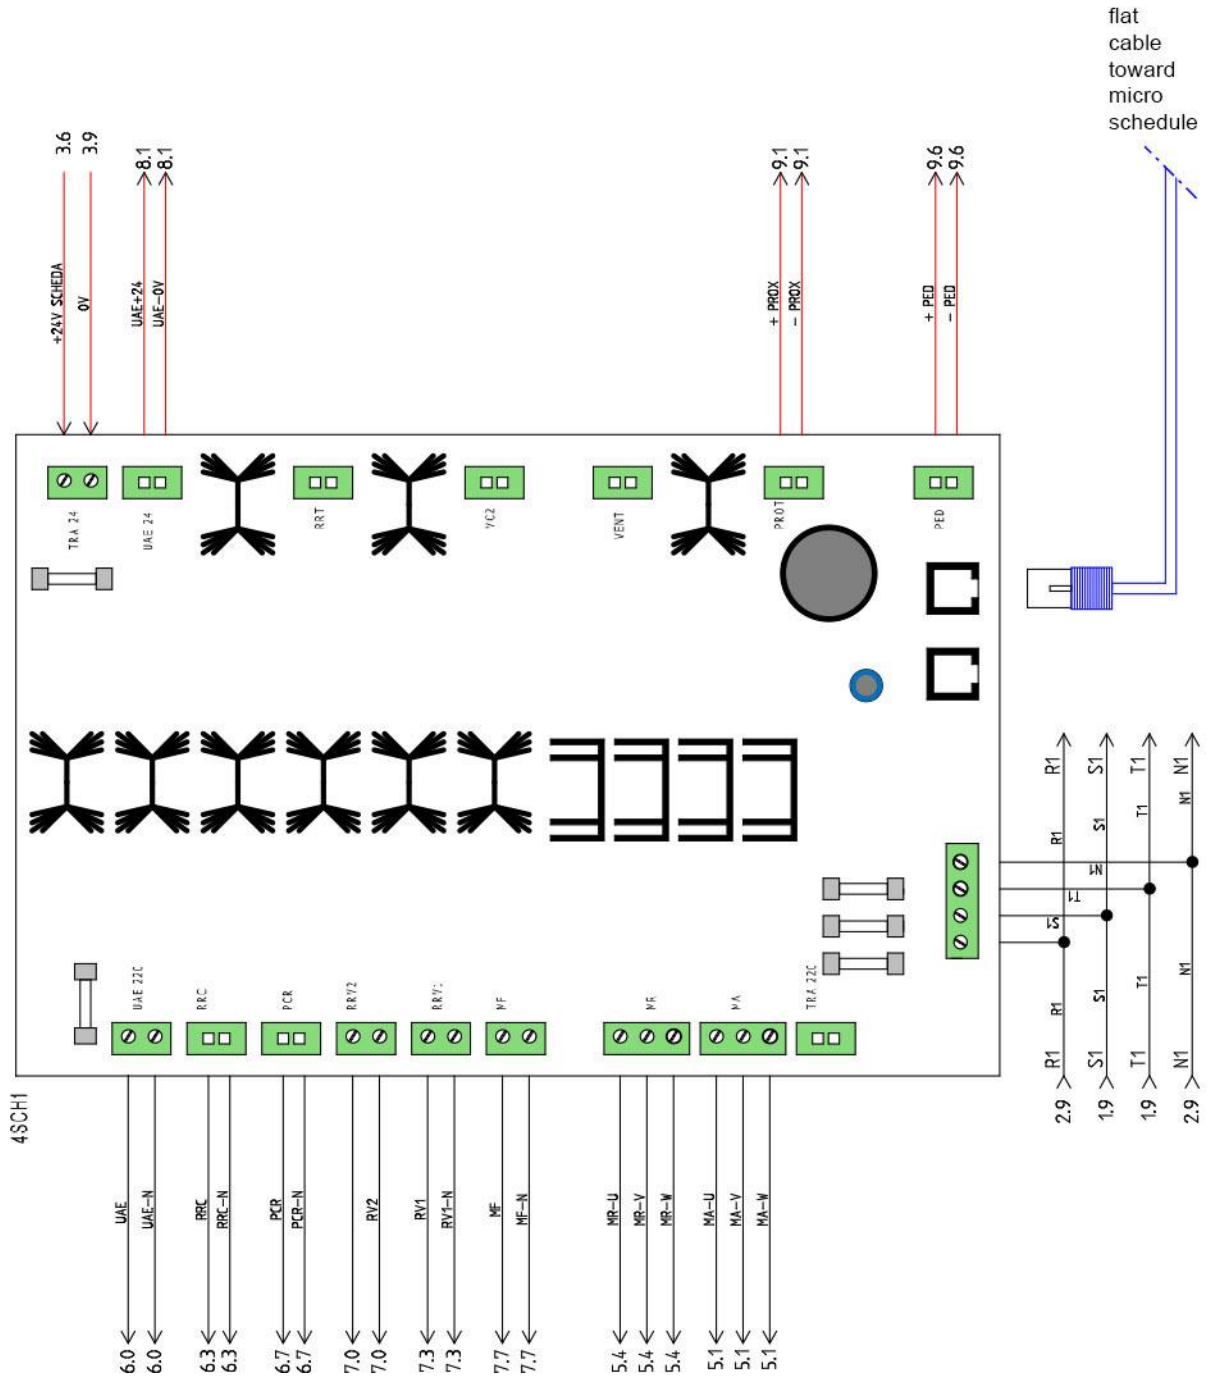 flat
cable
toward
micro
schedule
3.6
3.9
8.1
8.1
9.1
9.1
9.6
9.6
+24V SCHEDA
0V
UAE+24
UAE-0V
+ PROX
- PROX
+ PED
- PED
TRA 24
UAE 24
RRT
VC2
VENT
PROT
PED
R1
S1
T1
N1
R1
S1
T1
N1
N1
T1
S1
R1
S1
T1
N1
R1
S1
T1
N1
2.9
1.9
1.9
2.9
UAE 220
RRC
PCR
RRV2
RRV1
MF
MR
MA
TRA 220
4SCH1
UAE
UAE-N
RRC
RRC-N
PCR
PCR-N
RV2
RV1
RV1-N
MF
MF-N
MR-U
MR-V
MR-W
MA-U
MA-V
MA-W
6.0
6.0
6.3
6.3
6.7
6.7
7.0
7.0
7.3
7.3
7.7
7.7
5.4
5.4
5.4
5.1
5.1
5.1